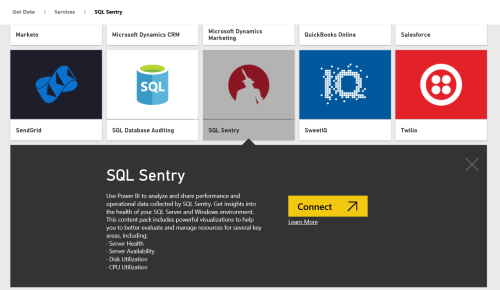 Get Data > Services > SQL Sentry
Marketo
Microsoft Dynamics CRM
Microsoft Dynamics
Marketing
QuickBooks Online
Salesforce
SQL
IQ
SendGrid
SQL Database Auditing
SQL Sentry
SweetIQ
Twilio
SQL Sentry
Use Power BI to analyze and share performance and
operational data collected by SQL Sentry. Get insights into
the health of your SQL Server and Windows environment.
This content pack includes powerful visualizations to help
you to better evaluate and manage resources for several key
areas, including:
· Server Health
· Server Availability
· Disk Utilization
· CPU Utilization
Connect
Learn More